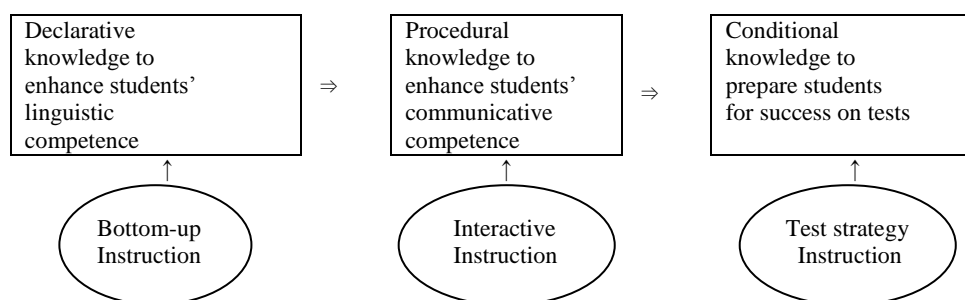 Declarative
knowledge to
enhance students’
linguistic
competence
⇒
Procedural
knowledge to
enhance students’
communicative
competence
⇒
Conditional
knowledge to
prepare students
for success on tests
↑
↑
↑
Bottom-up
Instruction
Interactive
Instruction
Test strategy
Instruction